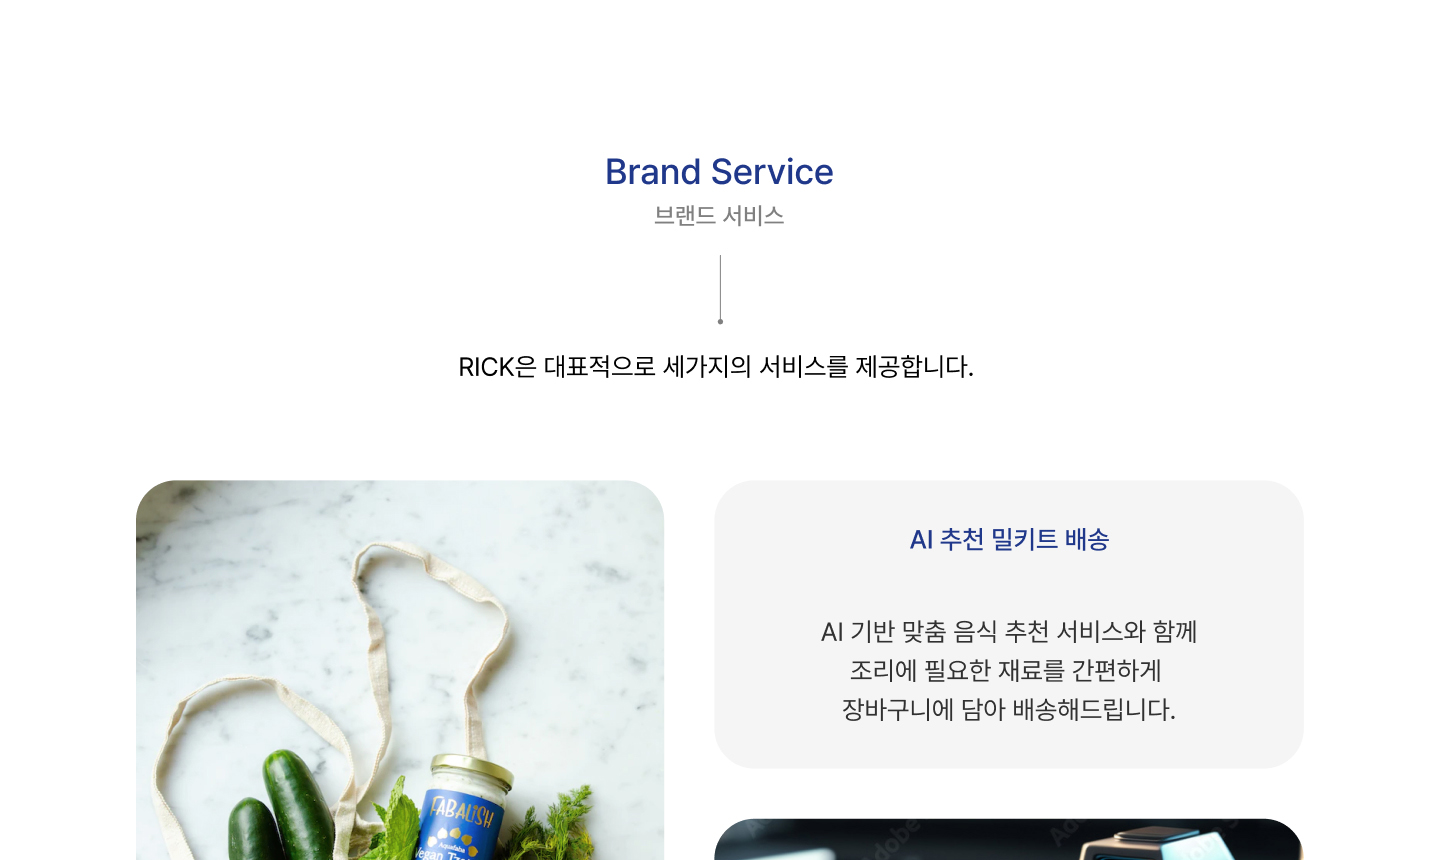 Brand Service
브랜드 서비스
RICK은 대표적으로 세가지의 서비스를 제공합니다.
AI 추천 밀키트 배송
AI 기반 맞춤 음식 추천 서비스와 함께
조리에 필요한 재료를 간편하게
장바구니에 담아 배송해드립니다.
FABALISH
Aquafaba
Vegan
Adobe